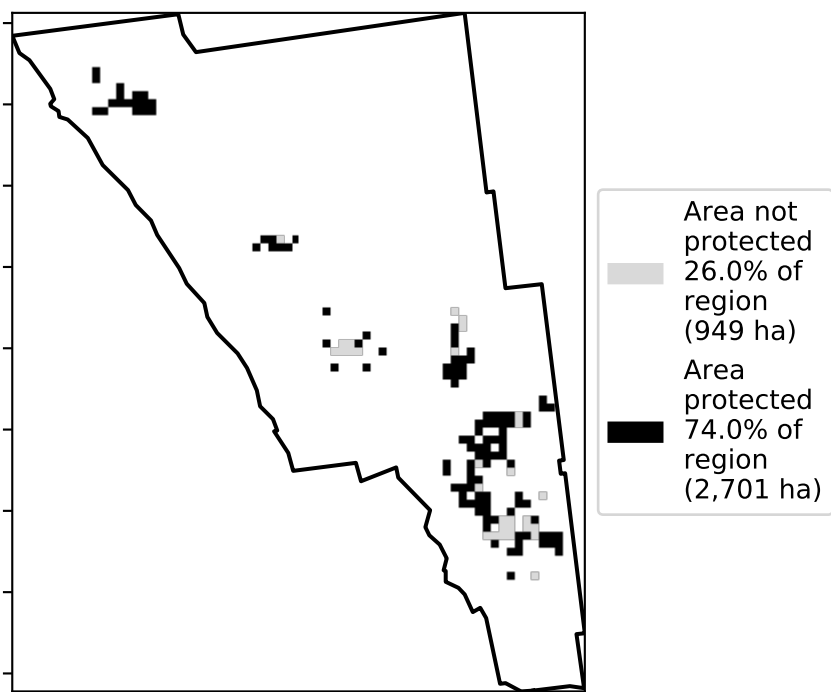 Area not
protected
26.0% of
region
(949 ha)
Area
protected
74.0% of
region
(2,701 ha)